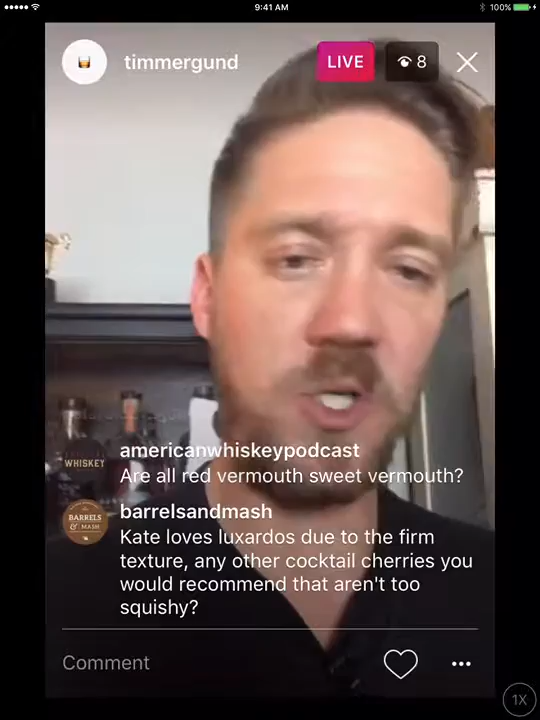 9:41 AM
100%
timmergund
LIVE
8
americanwhiskeypodcast
WHISKEY
Are all red vermouth sweet vermouth?
barrelsandmash
BARRELS
& MASH
Kate loves luxardos due to the firm
texture, any other cocktail cherries you
would recommend that aren't too
squishy?
Comment
1X